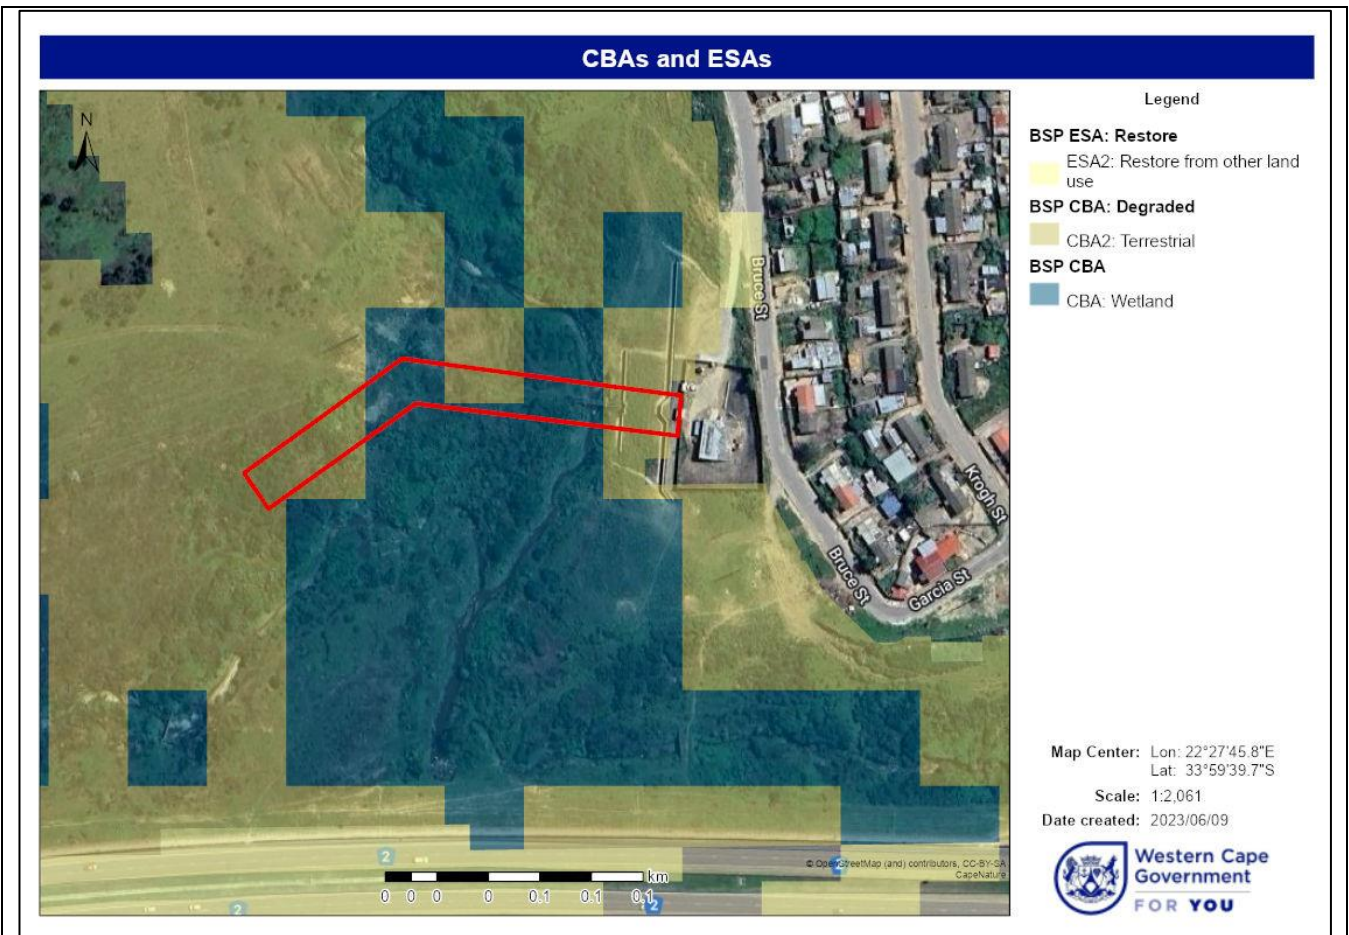 CBAs and ESAs
N
Legend
BSP ESA: Restore
ESA2: Restore from other land
use
BSP CBA: Degraded
CBA2: Terrestrial
BSP CBA
CBA: Wetland
Bruce St
Krogh St
Bruce St
Garcia St
Map Center: Lon: 22°27'45.8"E
Lat: 33°59'39.7"S
Scale: 1:2,061
Date created: 2023/06/09
2
2
© OpenStreetMap (and) contributors, CC-BY-SA
CapeNature
km
0 0 0 0 0.1 0.1 0.1
2
2
Western Cape
Government
FOR YOU